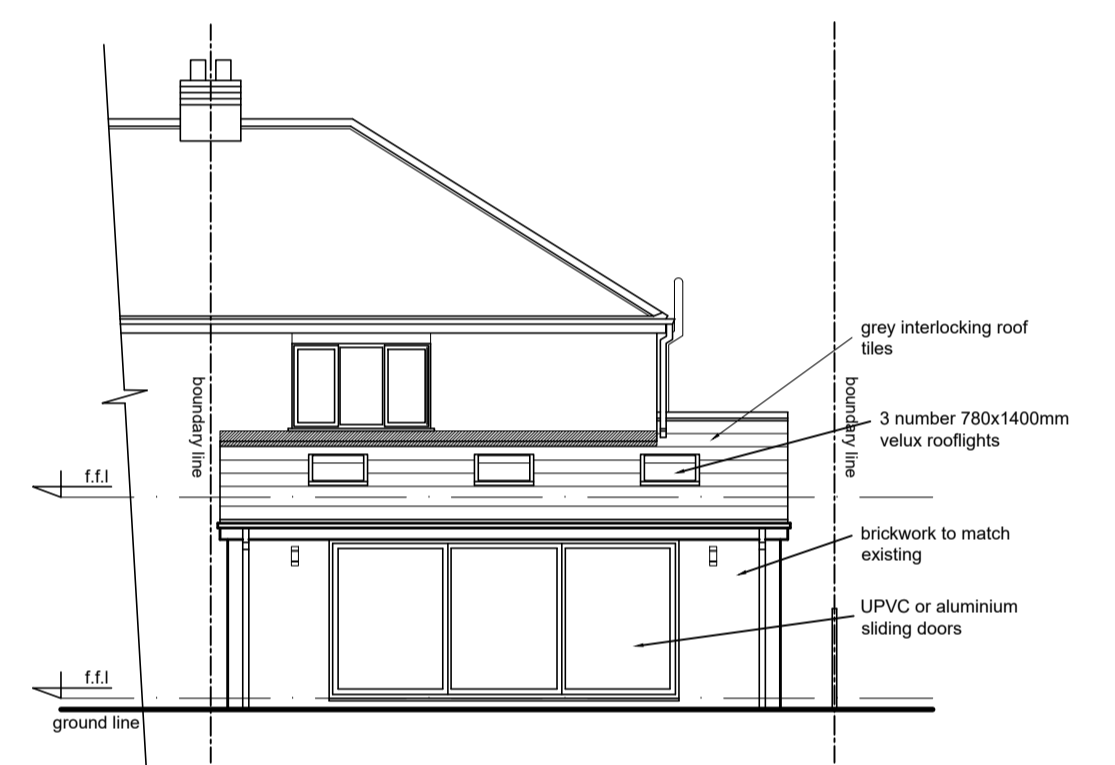 grey interlocking roof
tiles
boundary line
boundary line
3 number 780x1400mm
velux rooflights
f.f.l
brickwork to match
existing
UPVC or aluminium
sliding doors
f.f.l
ground line